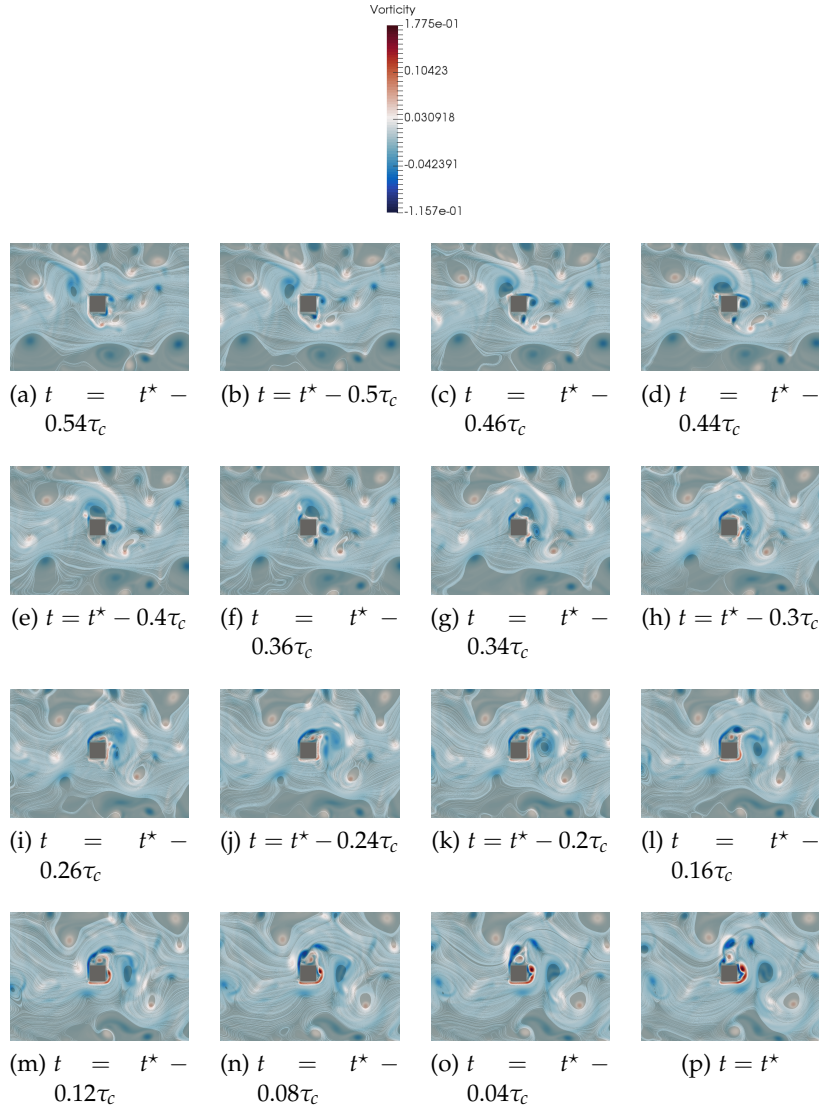 Vorticity
1.775e-01
0.10423
0.030918
-0.042391
-1.157e-01
(a) t = t⋆ −
0.54τc
(b) t = t⋆ − 0.5τc
(c) t = t⋆ −
0.46τc
(d) t = t⋆ −
0.44τc
(e) t = t⋆ − 0.4τc
(f) t = t⋆ −
0.36τc
(g) t = t⋆ −
0.34τc
(h) t = t⋆ − 0.3τc
(i) t = t⋆ −
0.26τc
(j) t = t⋆ − 0.24τc
(k) t = t⋆ − 0.2τc
(l) t = t⋆ −
0.16τc
(m) t = t⋆ −
0.12τc
(n) t = t⋆ −
0.08τc
(o) t = t⋆ −
0.04τc
(p) t = t⋆